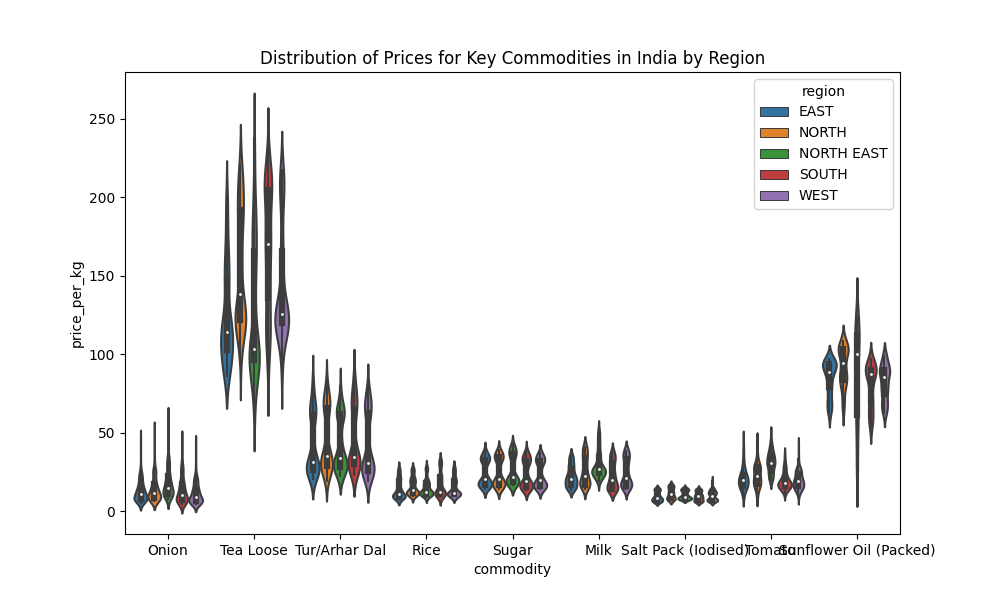 Distribution of Prices for Key Commodities in India by Region
region
EAST
NORTH
NORTH EAST
SOUTH
WEST
250
200
150
100
50
0
price_per_kg
Onion Tea Loose Tur/Arhar Dal Rice Sugar Milk Salt Pack (Iodised) Tomato Sunflower Oil (Packed)
commodity